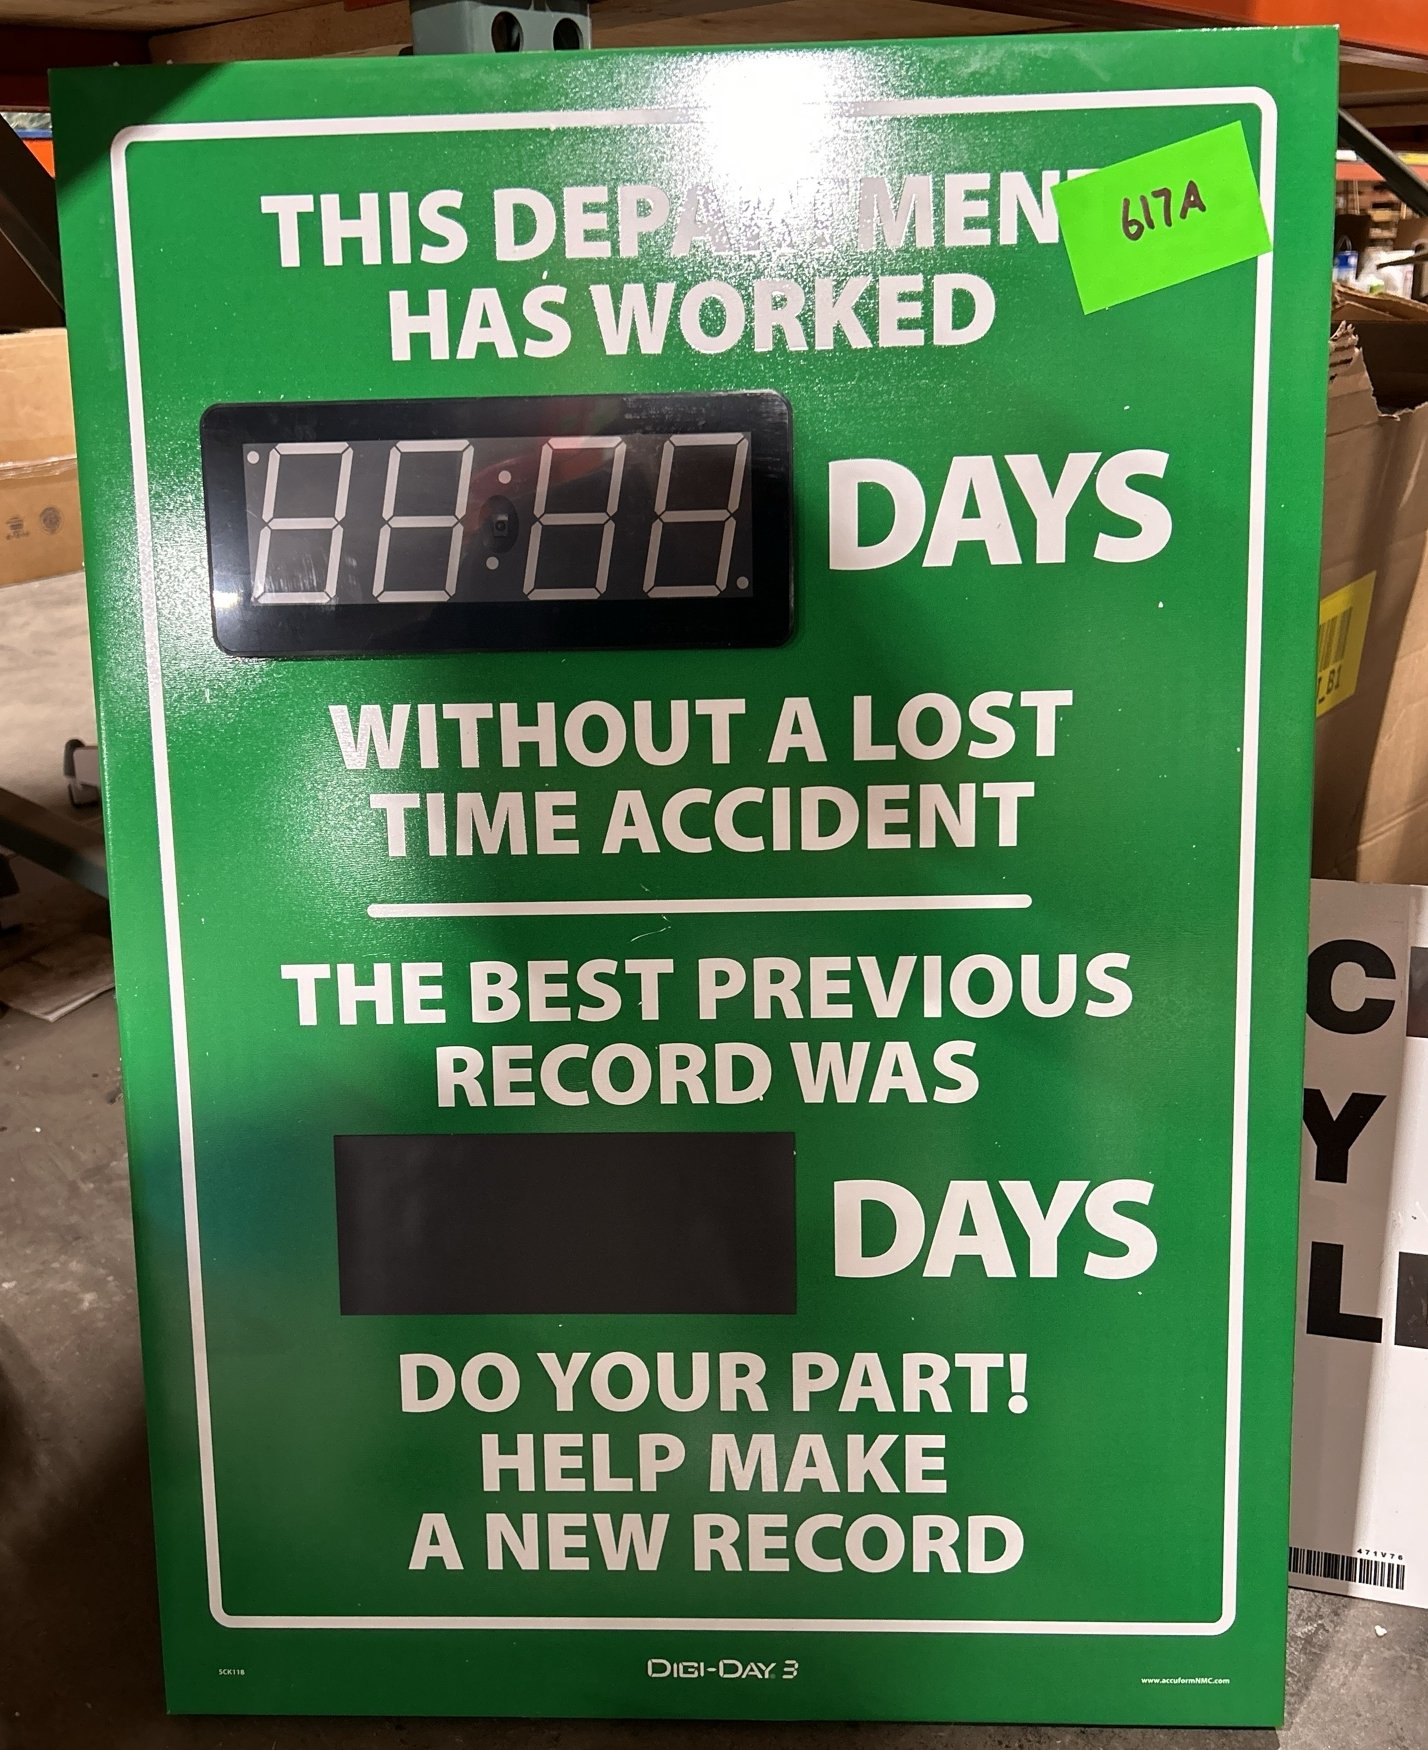 THIS DEPARTMENT
617A
HAS WORKED
DAYS
WITHOUT A LOST
TIME ACCIDENT
THE BEST PREVIOUS
RECORD WAS
DAYS
DO YOUR PART!
HELP MAKE
A NEW RECORD
SCK118
DIGI-DAY 3
www.accuformNMC.com
C
Y
L
471V76